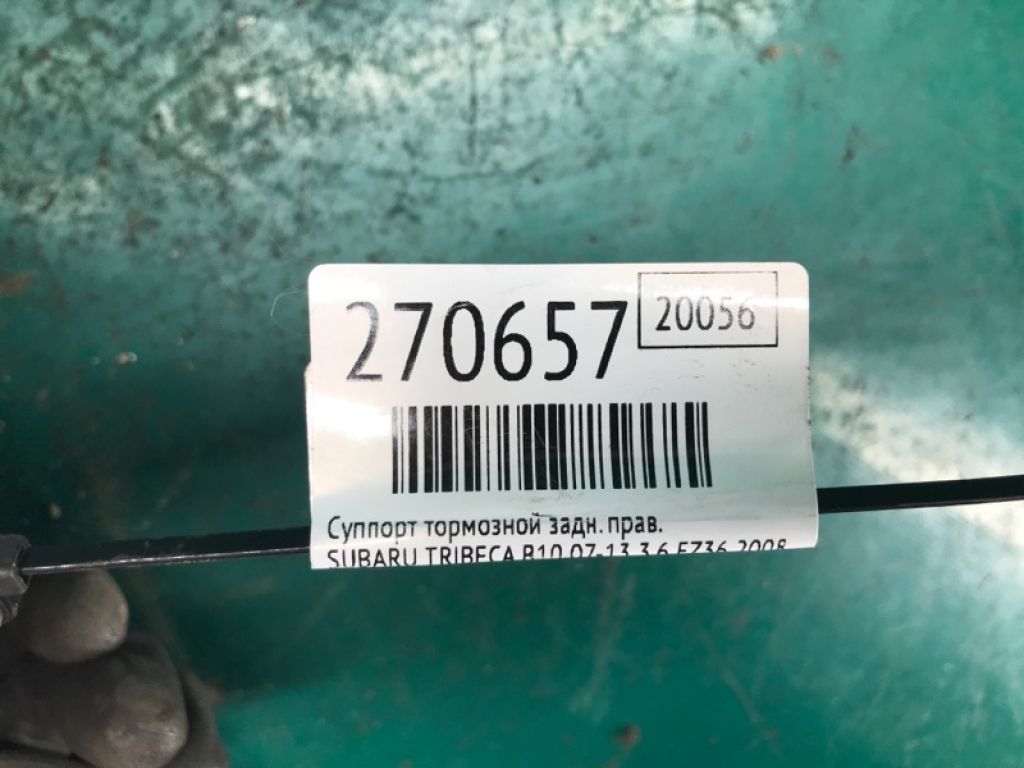 270657
20056
Суппорт тормозной задн. прав.
SUBARU TRIBECA B10 07-13 3.6 EZ36 2008